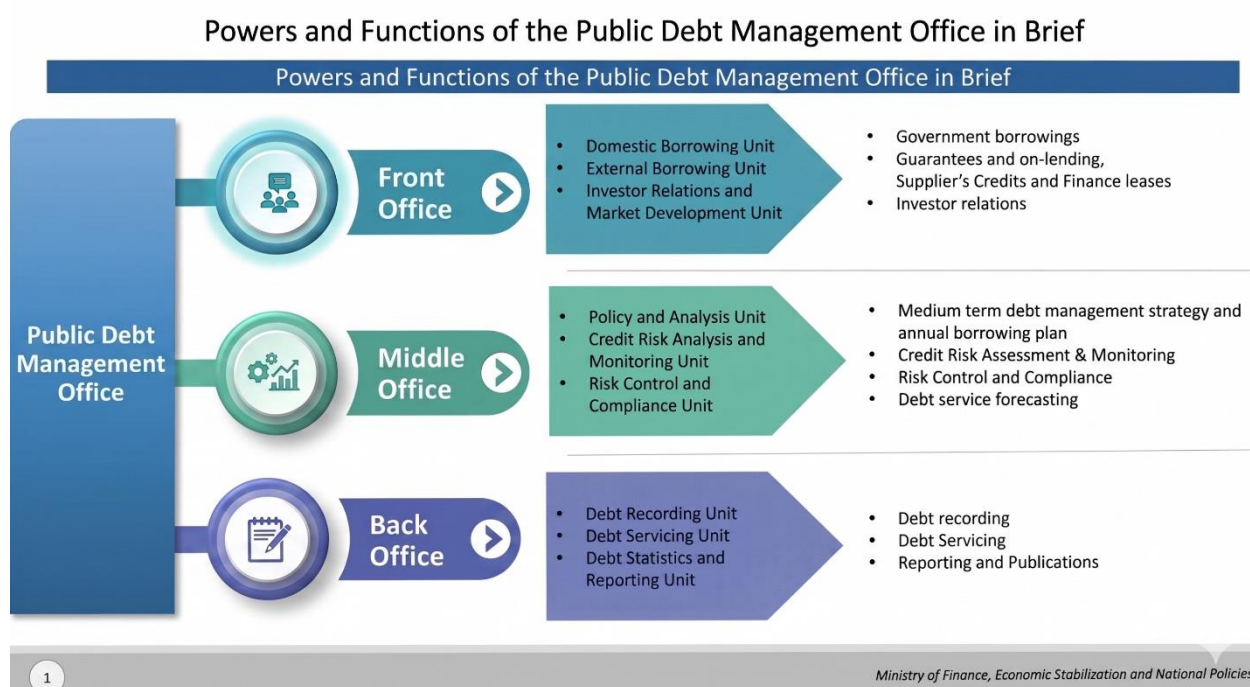 Powers and Functions of the Public Debt Management Office in Brief
Powers and Functions of the Public Debt Management Office in Brief
Public Debt
Management
Office
Front
Office
• Domestic Borrowing Unit
• External Borrowing Unit
• Investor Relations and
Market Development Unit
• Government borrowings
• Guarantees and on-lending,
Supplier’s Credits and Finance leases
• Investor relations
Middle
Office
• Policy and Analysis Unit
• Credit Risk Analysis and
Monitoring Unit
• Risk Control and
Compliance Unit
• Medium term debt management strategy and
annual borrowing plan
• Credit Risk Assessment & Monitoring
• Risk Control and Compliance
• Debt service forecasting
Back
Office
• Debt Recording Unit
• Debt Servicing Unit
• Debt Statistics and
Reporting Unit
• Debt recording
• Debt Servicing
• Reporting and Publications
1
Ministry of Finance, Economic Stabilization and National Policies